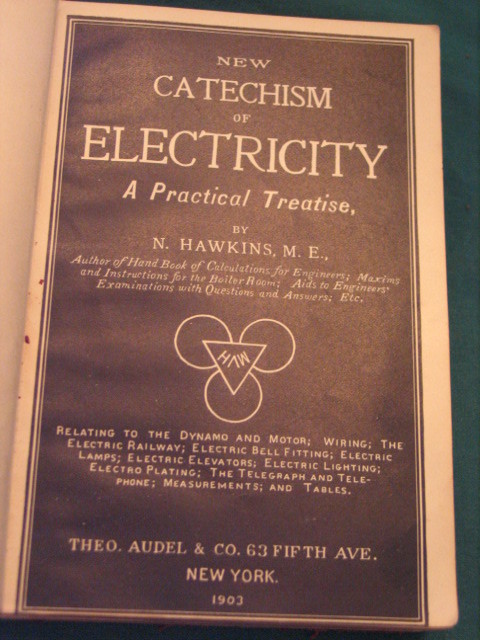 NEW
CATECHISM
OF
ELECTRICITY
A Practical Treatise,
BY
N. HAWKINS, M. E.,
Author of Hand Book of Calculations for Engineers; Maxims
and Instructions for the Boiler Room; Aids to Engineers'
Examinations with Questions and Answers; Etc.
HAW
RELATING TO THE DYNAMO AND MOTOR; WIRING; THE
ELECTRIC RAILWAY; ELECTRIC BELL FITTING; ELECTRIC
LAMPS; ELECTRIC ELEVATORS; ELECTRIC LIGHTING;
ELECTRO PLATING; THE TELEGRAPH AND TELE-
PHONE; MEASUREMENTS; AND TABLES.
THEO. AUDEL & CO. 63 FIFTH AVE.
NEW YORK.
1903